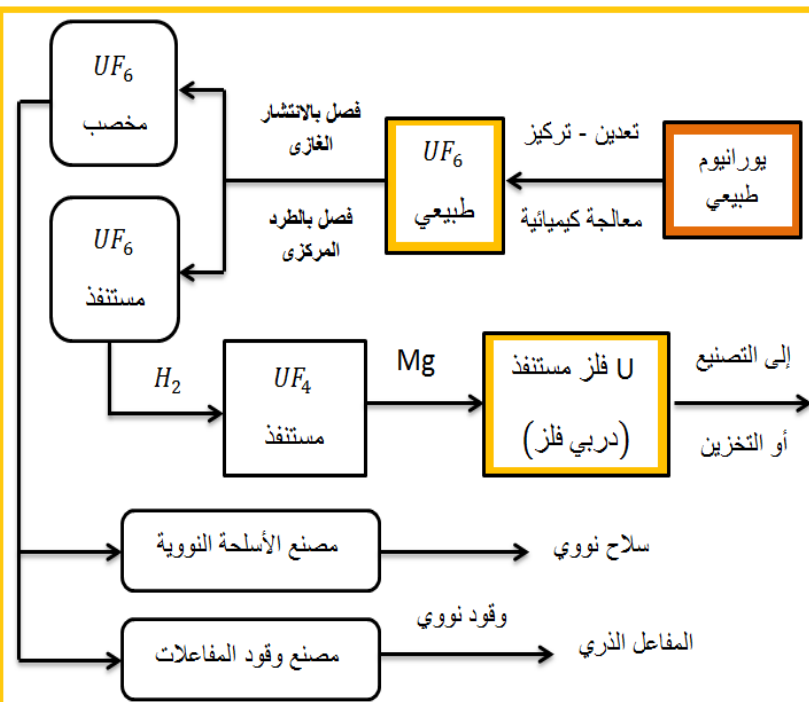 يورانيوم
طبيعي
تعدين - تركيز
معالجة كيميائية
UF₆
طبيعي
فصل بالانتشار
الغازى
فصل بالطرد
المركزى
UF₆
مخصب
UF₆
مستنفذ
H₂
UF₄
مستنفذ
Mg
U فلز مستنفذ
(دربي فلز)
إلى التصنيع
أو التخزين
مصنع الأسلحة النووية
سلاح نووي
مصنع وقود المفاعلات
وقود نووي
المفاعل الذري